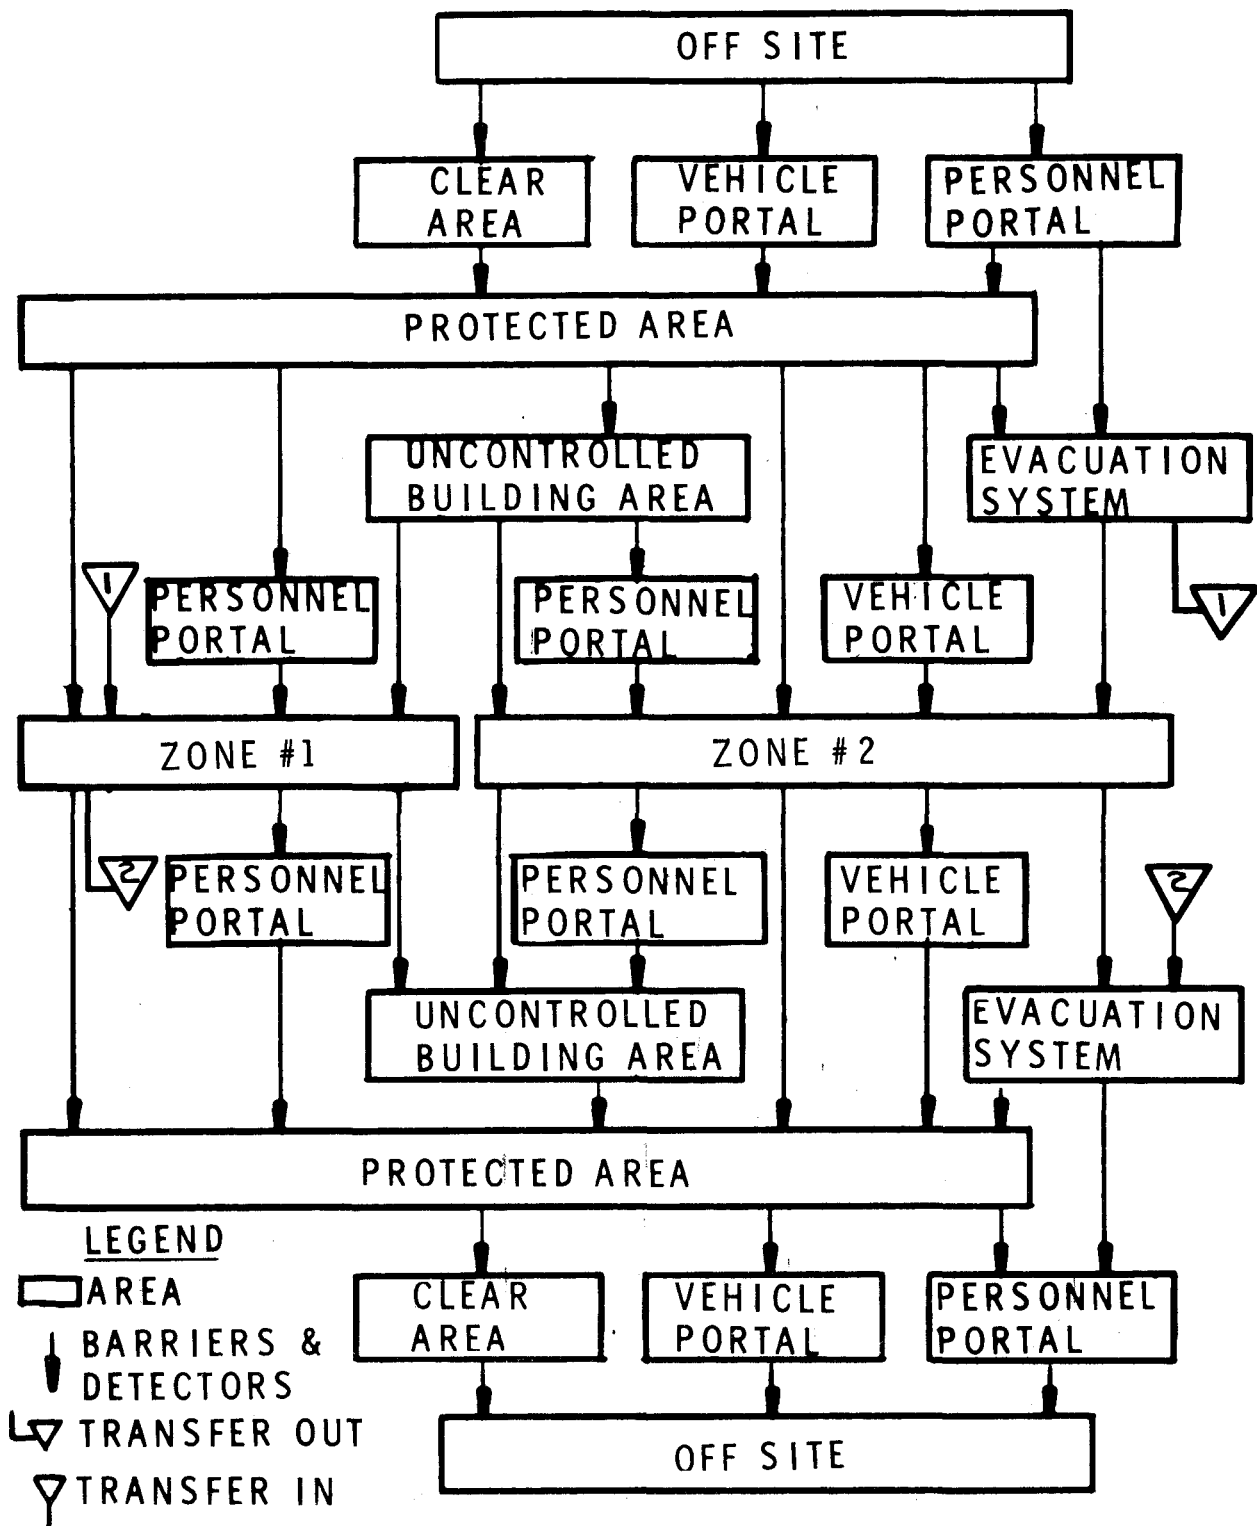 OFF SITE
CLEAR
AREA
VEHICLE
PORTAL
PERSONNEL
PORTAL
PROTECTED AREA
UNCONTROLLED
BUILDING AREA
EVACUATION
SYSTEM
1
PERSONNEL
PORTAL
PERSONNEL
PORTAL
VEHICLE
PORTAL
1
ZONE #1
ZONE #2
2
PERSONNEL
PORTAL
PERSONNEL
PORTAL
VEHICLE
PORTAL
2
UNCONTROLLED
BUILDING AREA
EVACUATION
SYSTEM
PROTECTED AREA
LEGEND
AREA
BARRIERS &
DETECTORS
TRANSFER OUT
TRANSFER IN
CLEAR
AREA
VEHICLE
PORTAL
PERSONNEL
PORTAL
OFF SITE